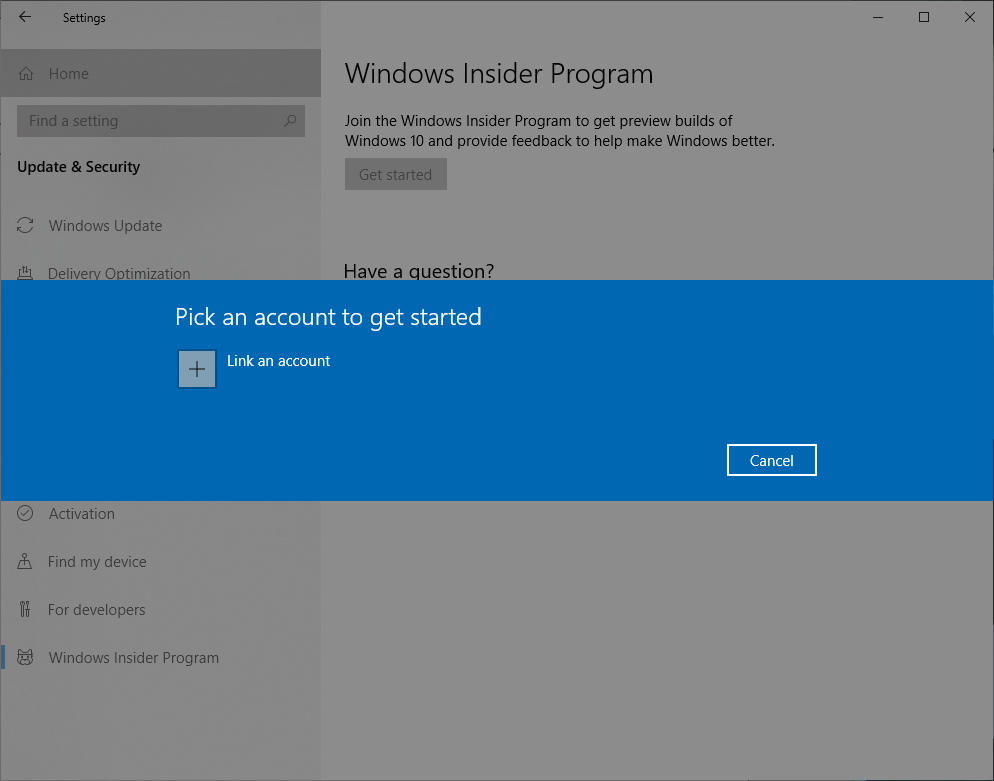 Settings
Home
Find a setting
Update & Security
Windows Update
Delivery Optimization
Windows Insider Program
Join the Windows Insider Program to get preview builds of
Windows 10 and provide feedback to help make Windows better.
Get started
Have a question?
Pick an account to get started
Link an account
Cancel
Activation
Find my device
For developers
Windows Insider Program